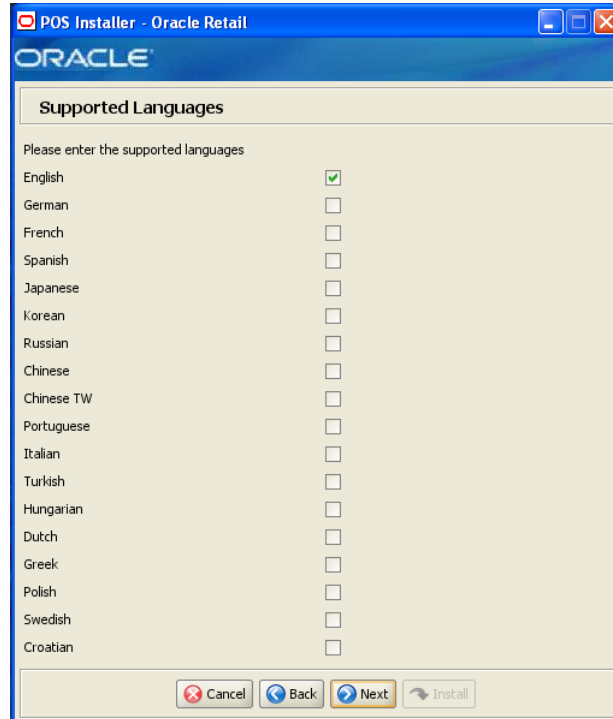 POS Installer - Oracle Retail
ORACLE
Supported Languages
Please enter the supported languages
English
German
French
Spanish
Japanese
Korean
Russian
Chinese
Chinese TW
Portuguese
Italian
Turkish
Hungarian
Dutch
Greek
Polish
Swedish
Croatian
Cancel Back Next Install